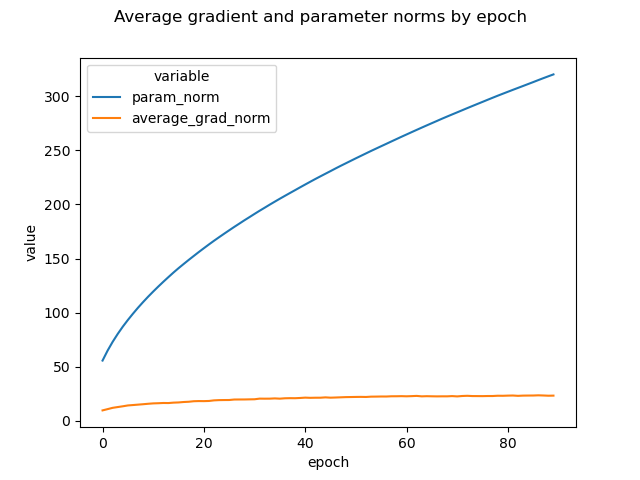 Average gradient and parameter norms by epoch
variable
param_norm
average_grad_norm
value
300
250
200
150
100
50
0
0 20 40 60 80
epoch